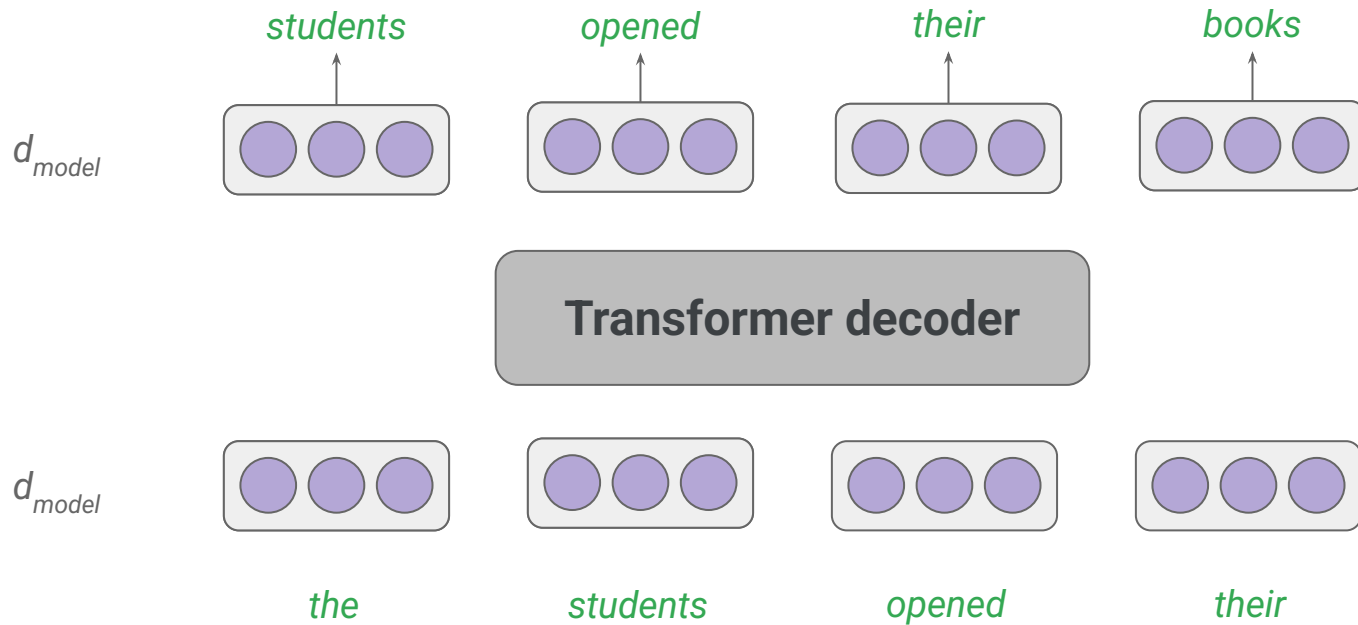 students opened their books
d_model
Transformer decoder
d_model
the students opened their